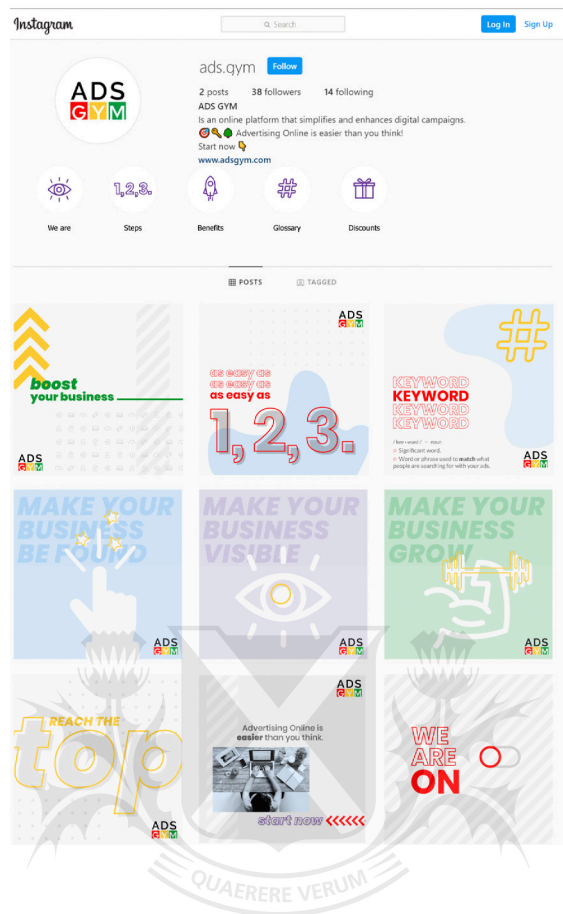 Instagram
Search
Log In Sign Up
ADS
GYM
ads.gym Follow
2 posts 38 followers 14 following
ADS GYM
Is an online platform that simplifies and enhances digital campaigns.
Advertising Online is easier than you think!
Start now
www.adsgym.com
1,2,3.
We are Steps Benefits Glossary Discounts
POSTS TAGGED
boost
your business
ADS
GYM
ADS
GYM
as easy as
as easy as
as easy as
1,2,3.
KEYWORD
KEYWORD
KEYWORD
KEYWORD
Significant word.
Word or phrase used to match what
people are searching for with your ads.
ADS
GYM
MAKE YOUR
BUSINESS
BE FOUND
ADS
GYM
MAKE YOUR
BUSINESS
VISIBLE
ADS
GYM
MAKE YOUR
BUSINESS
GROW
ADS
GYM
REACH THE
top
ADS
GYM
ADS
GYM
Advertising Online is
easier than you think.
start now
WE
ARE
ON
QUAERERE VERUM